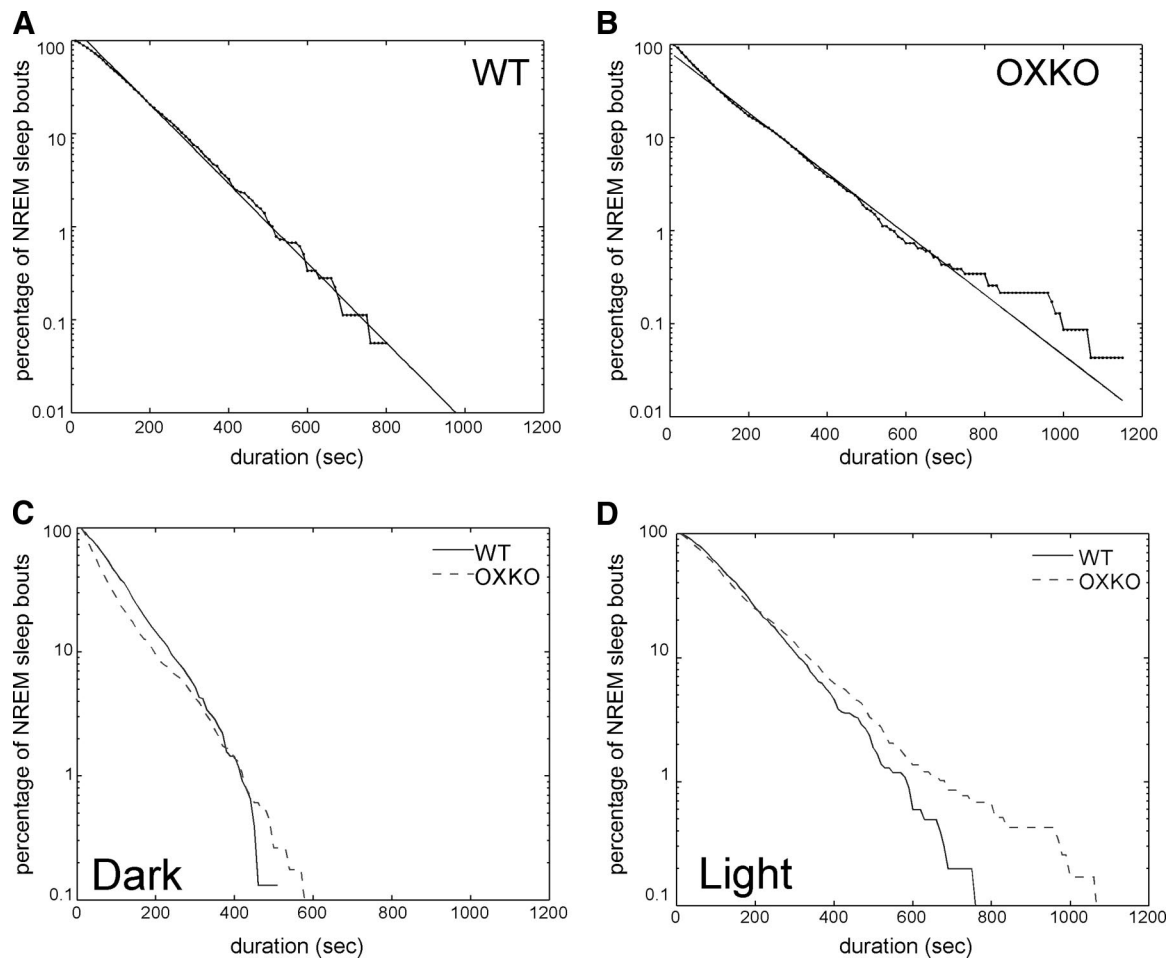 A
WT
percentage of NREM sleep bouts
100
10
1
0.1
0.01
0 200 400 600 800 1000 1200
duration (sec)
B
OXKO
percentage of NREM sleep bouts
100
10
1
0.1
0.01
0 200 400 600 800 1000 1200
duration (sec)
C
WT
OXKO
percentage of NREM sleep bouts
100
10
1
0.1
Dark
0 200 400 600 800 1000 1200
duration (sec)
D
WT
OXKO
percentage of NREM sleep bouts
100
10
1
0.1
Light
0 200 400 600 800 1000 1200
duration (sec)